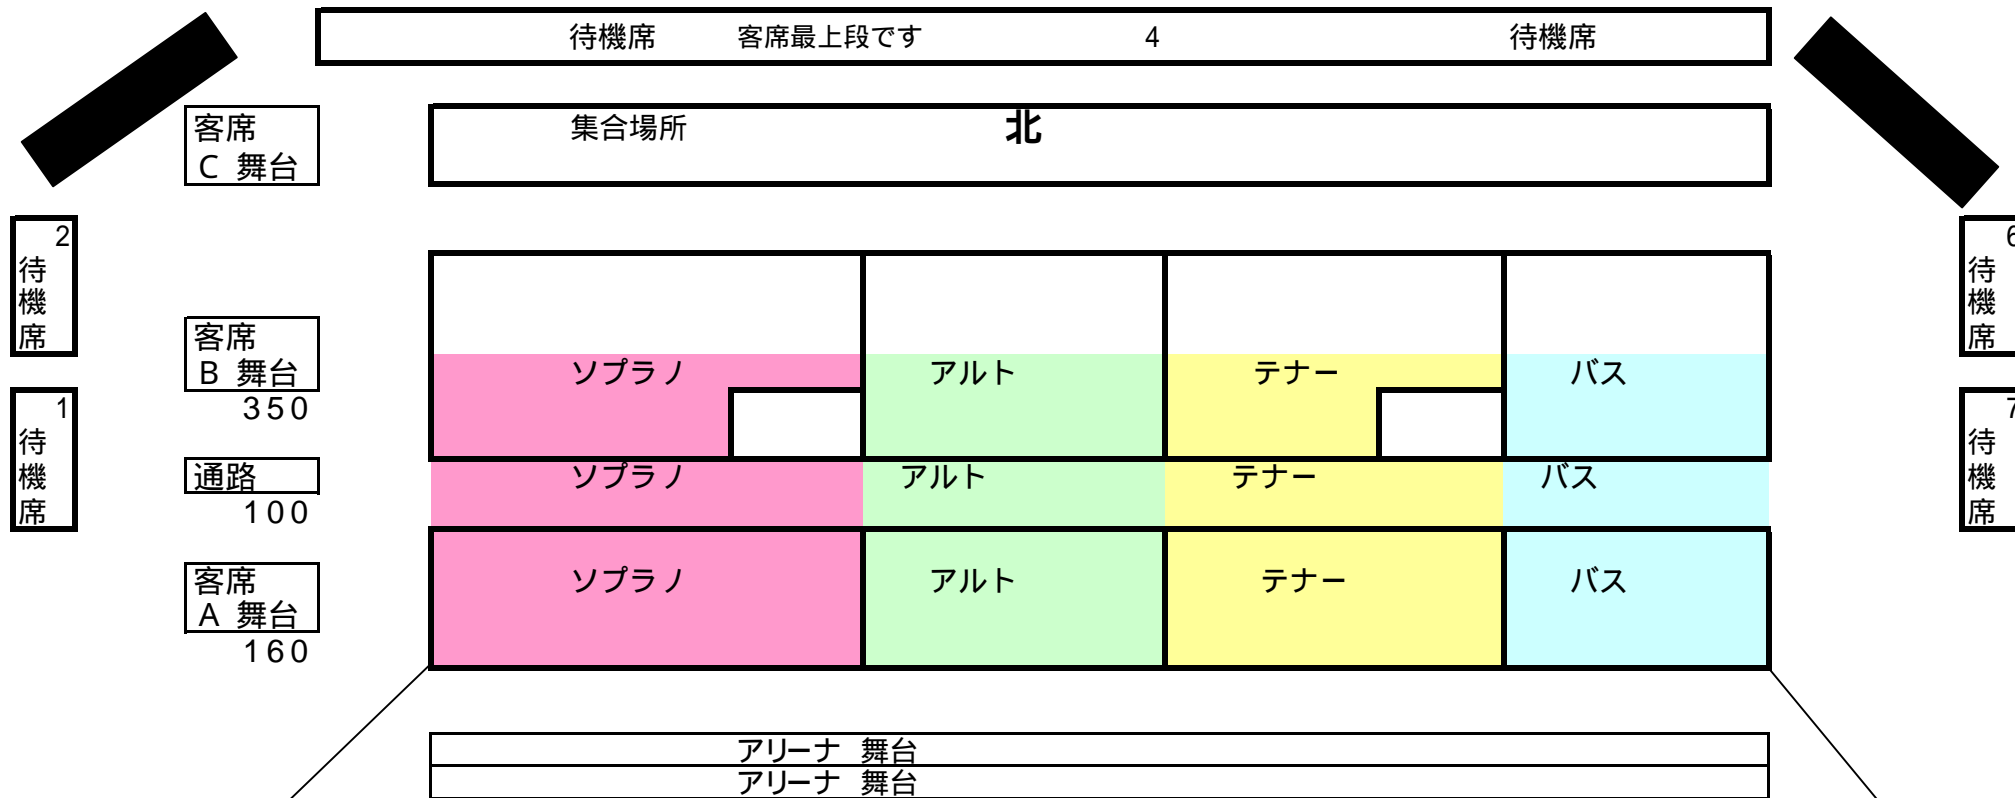 待機席 客席最上段です 4 待機席
客席
C 舞台
集合場所 北
2
待
機
席
6
待
機
席
客席
B 舞台
350
ソプラノ アルト テナー バス
1
待
機
席
7
待
機
席
通路
100
ソプラノ アルト テナー バス
客席
A 舞台
160
ソプラノ アルト テナー バス
アリーナ 舞台
アリーナ 舞台